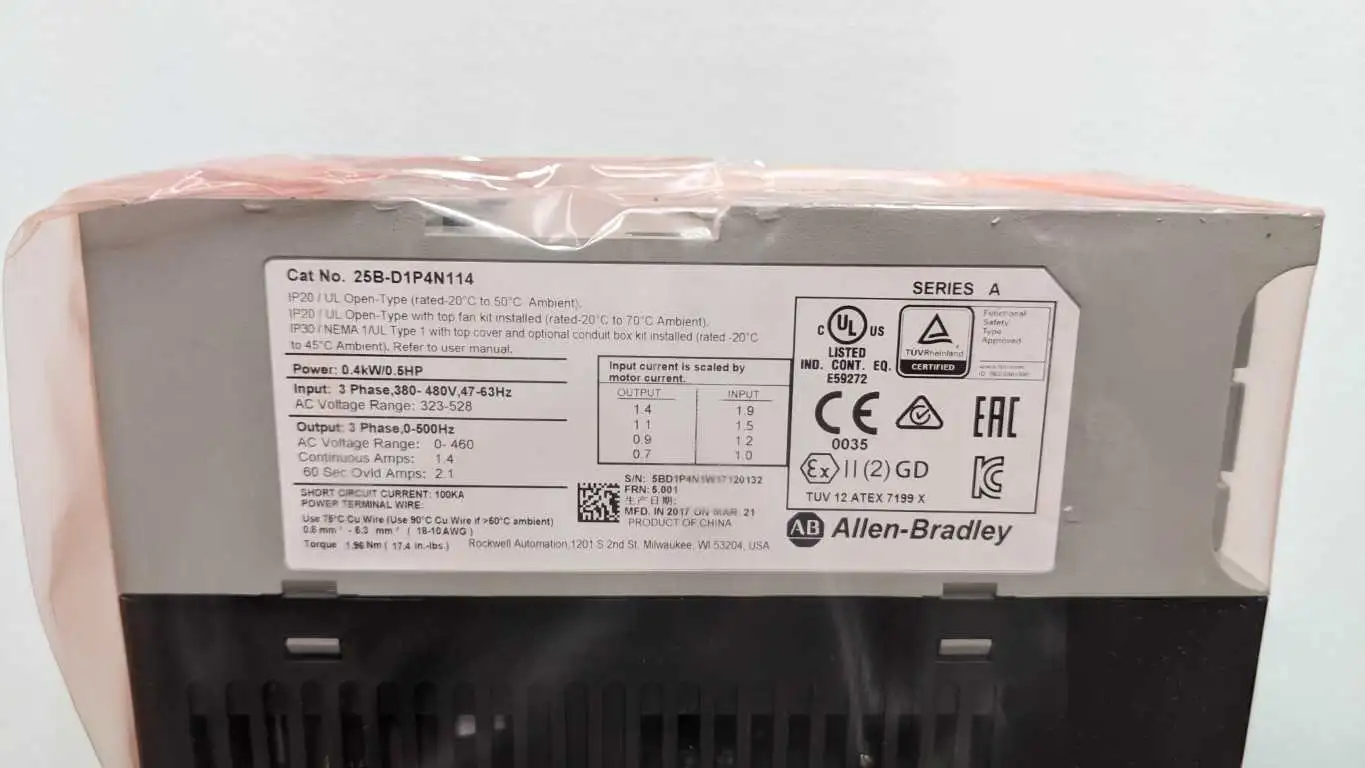 Cat No. 25B-D1P4N114
IP20 / UL Open-Type (rated-20°C to 50°C Ambient).
IP20 / UL Open-Type with top fan kit installed (rated-20°C to 70°C Ambient).
IP30 / NEMA 1/UL Type 1 with top cover and optional conduit box kit installed (rated -20°C
to 45°C Ambient). Refer to user manual.
Power: 0.4kW/0.5HP
Input: 3 Phase,380- 480V,47-63Hz
AC Voltage Range: 323-528
Output: 3 Phase,0-500Hz
AC Voltage Range: 0- 460
Continuous Amps: 1.4
60 Sec Ovld Amps: 2.1
SHORT CIRCUIT CURRENT: 100KA
POWER TERMINAL WIRE:
Use 75°C Cu Wire (Use 90°C Cu Wire if >50°C ambient)
mm² - 5.3 mm² ( 18-10AWG )
Torque 1.96 Nm ( 17.4 in.-lbs.)
Input current is scaled by
motor current:
OUTPUT INPUT
1.4 1.9
1.1 1.5
0.9 1.2
0.7 1.0
S/N: 5BD1P4N1W17120132
FRN: 5.001
生产日期:
MFD. IN 2017 ON MAR 21
PRODUCT OF CHINA
Rockwell Automation,1201 S 2nd St. Milwaukee, WI 53204, USA
SERIES A
C UL US
LISTED
IND. CONT. EQ.
E59272
TÜVRheinland
CERTIFIED
Functional
Safety
Type
Approved
CE
0035
EAC
Ex II (2) GD
TUV 12 ATEX 7199 X
AB Allen-Bradley